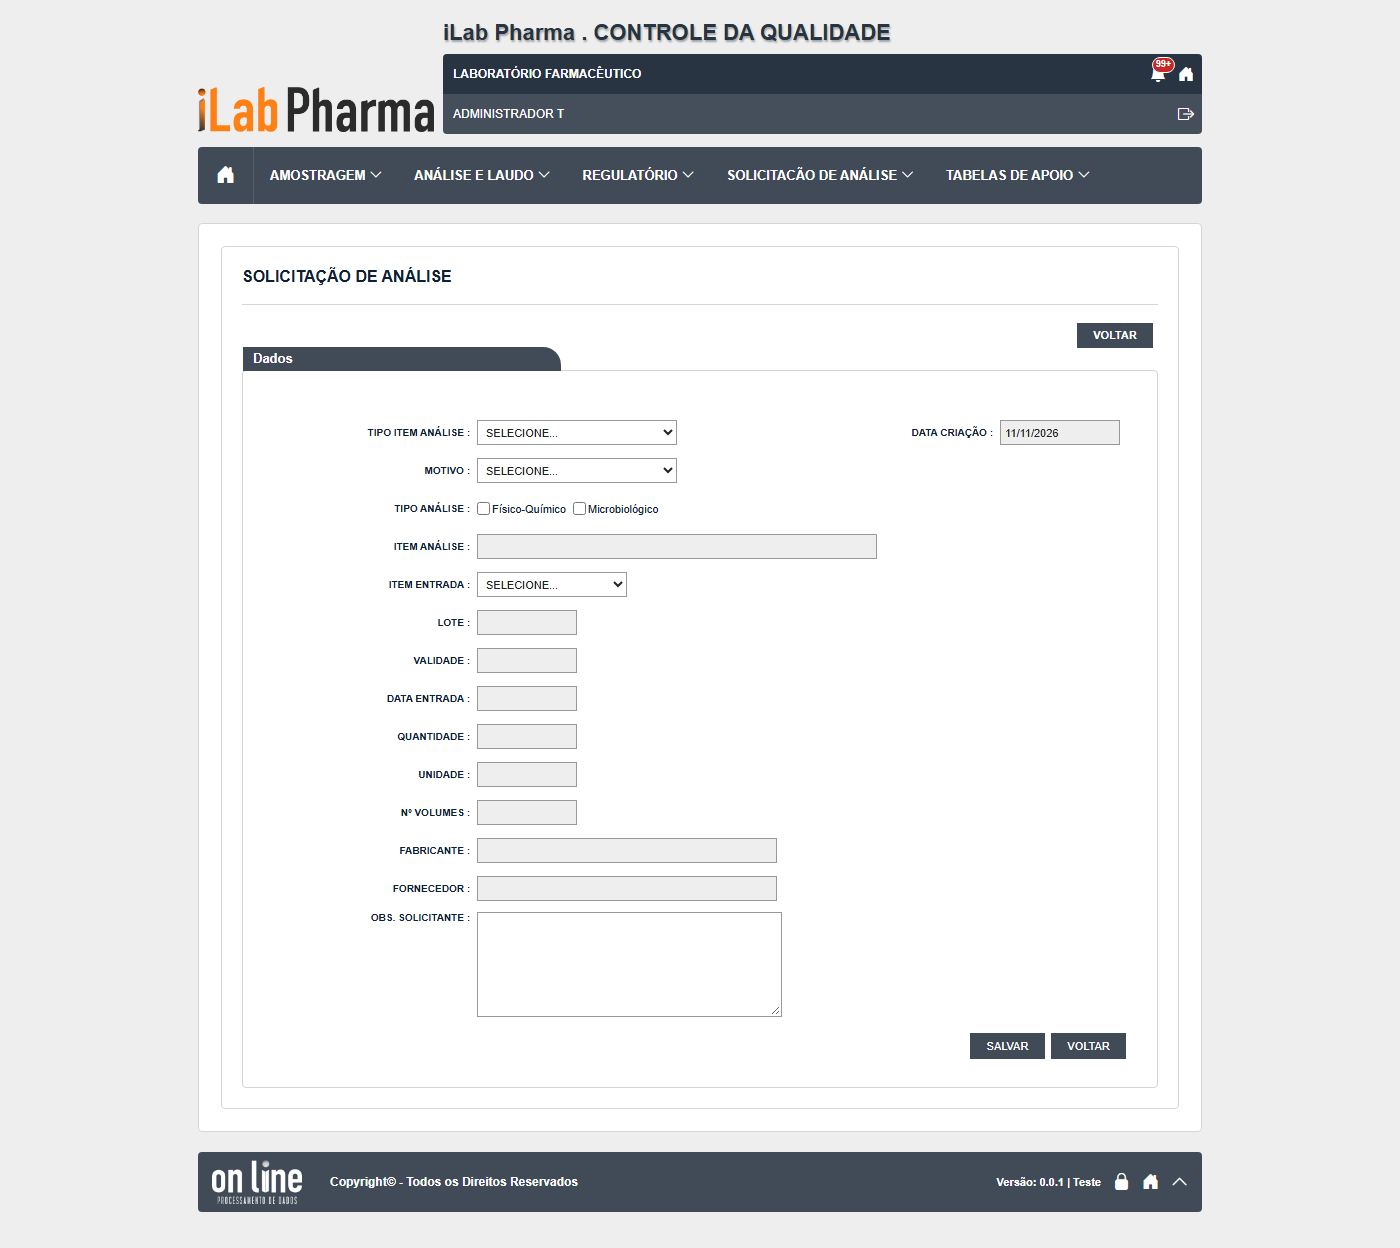 iLab Pharma . CONTROLE DA QUALIDADE
LABORATÓRIO FARMACÊUTICO
99+
iLab Pharma
ADMINISTRADOR T
AMOSTRAGEM
ANÁLISE E LAUDO
REGULATÓRIO
SOLICITACÃO DE ANÁLISE
TABELAS DE APOIO
SOLICITAÇÃO DE ANÁLISE
VOLTAR
Dados
TIPO ITEM ANÁLISE : SELECIONE...
DATA CRIAÇÃO : 11/11/2026
MOTIVO : SELECIONE...
TIPO ANÁLISE : Físico-Químico Microbiológico
ITEM ANÁLISE :
ITEM ENTRADA : SELECIONE...
LOTE :
VALIDADE :
DATA ENTRADA :
QUANTIDADE :
UNIDADE :
Nº VOLUMES :
FABRICANTE :
FORNECEDOR :
OBS. SOLICITANTE :
SALVAR
VOLTAR
on line
PROCESSAMENTO DE DADOS
Copyright© - Todos os Direitos Reservados
Versão: 0.0.1 | Teste